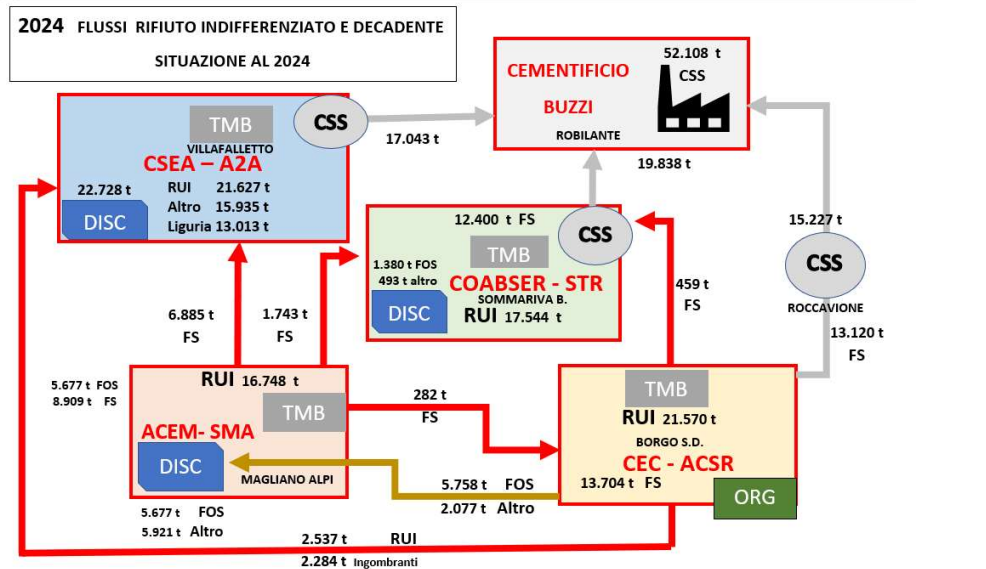 2024 FLUSSI RIFIUTO INDIFFERENZIATO E DECADENTE
SITUAZIONE AL 2024
CEMENTIFICIO
BUZZI
ROBILANTE
52.108 t
CSS
TMB
VILLAFALLETTO
CSS
CSEA – A2A
22.728 t
DISC
RUI 21.627 t
Altro 15.935 t
Liguria 13.013 t
17.043 t
19.838 t
12.400 t FS
TMB
CSS
1.380 t FOS
493 t altro
DISC
COABSER - STR
SOMMARIVA B.
RUI 17.544 t
15.227 t
CSS
ROCCAVIONE
13.120 t
FS
459 t
FS
6.885 t
FS
1.743 t
FS
5.677 t FOS
8.909 t FS
RUI 16.748 t
TMB
ACEM- SMA
DISC
MAGLIANO ALPI
282 t
FS
TMB
RUI 21.570 t
BORGO S.D.
CEC - ACSR
13.704 t FS
ORG
5.758 t FOS
2.077 t Altro
5.677 t FOS
5.921 t Altro
2.537 t RUI
2.284 t Ingombranti